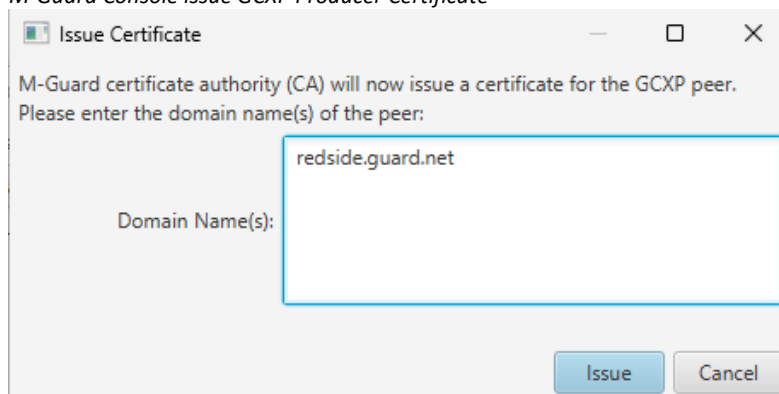 M-Guard Console Issue GCXP Producer Certificate
Issue Certificate
M-Guard certificate authority (CA) will now issue a certificate for the GCXP peer.
Please enter the domain name(s) of the peer:
redside.guard.net
Domain Name(s):
Issue Cancel